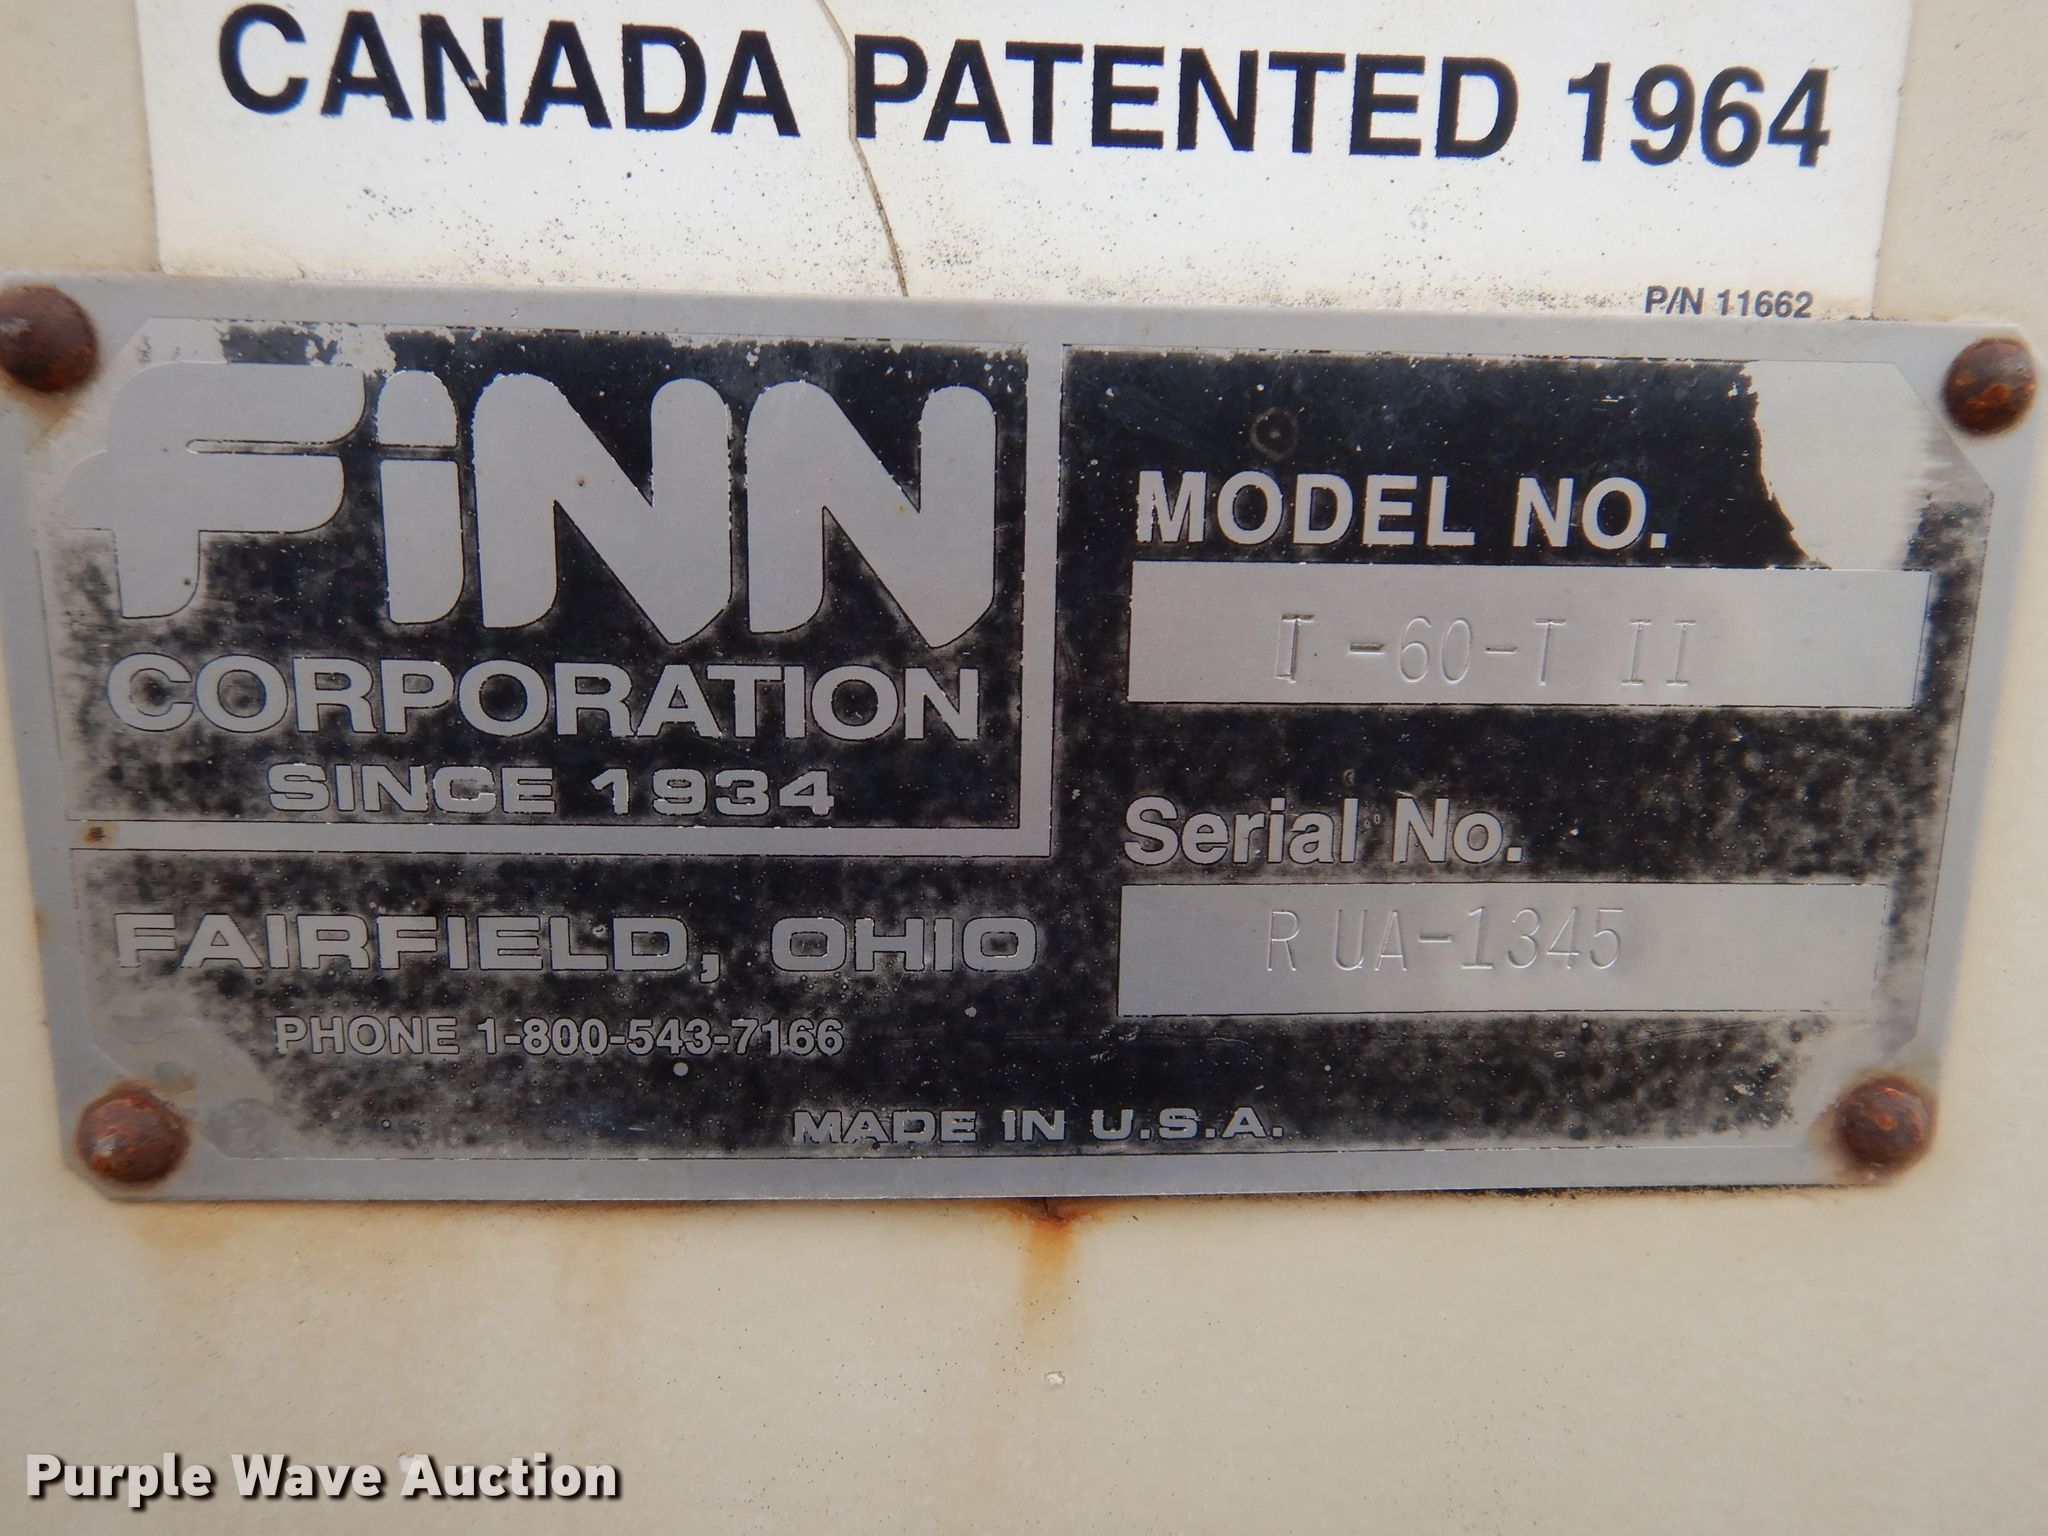 CANADA PATENTED 1964
P/N 11662
FiNN
CORPORATION
SINCE 1934
FAIRFIELD, OHIO
PHONE 1-800-543-7166
MADE IN U.S.A.
MODEL NO.
T-60-T II
Serial No.
R UA-1345
Purple Wave Auction